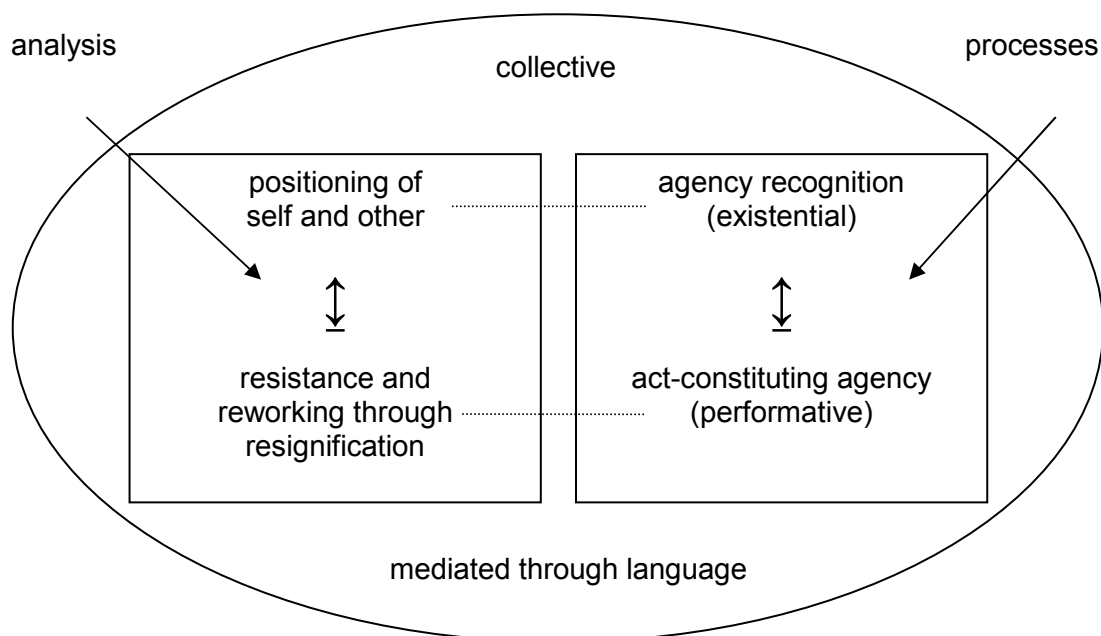 analysis
processes
collective
positioning of
self and other
agency recognition
(existential)
resistance and
reworking through
resignification
act-constituting agency
(performative)
mediated through language